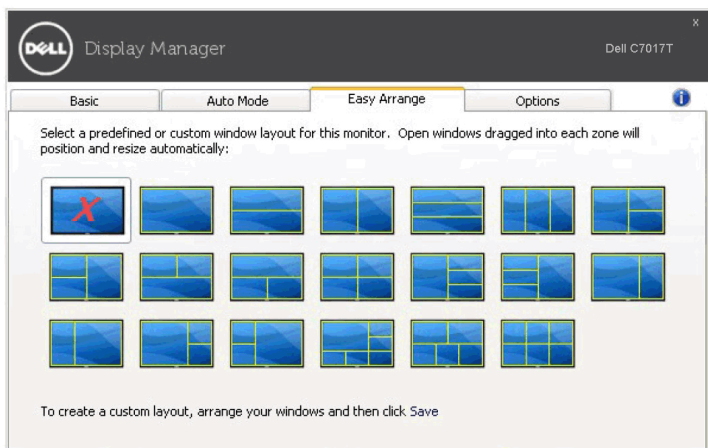 X
DELL Display Manager
Dell C7017T
Basic Auto Mode Easy Arrange Options i
Select a predefined or custom window layout for this monitor. Open windows dragged into each zone will
position and resize automatically:
X
To create a custom layout, arrange your windows and then click Save